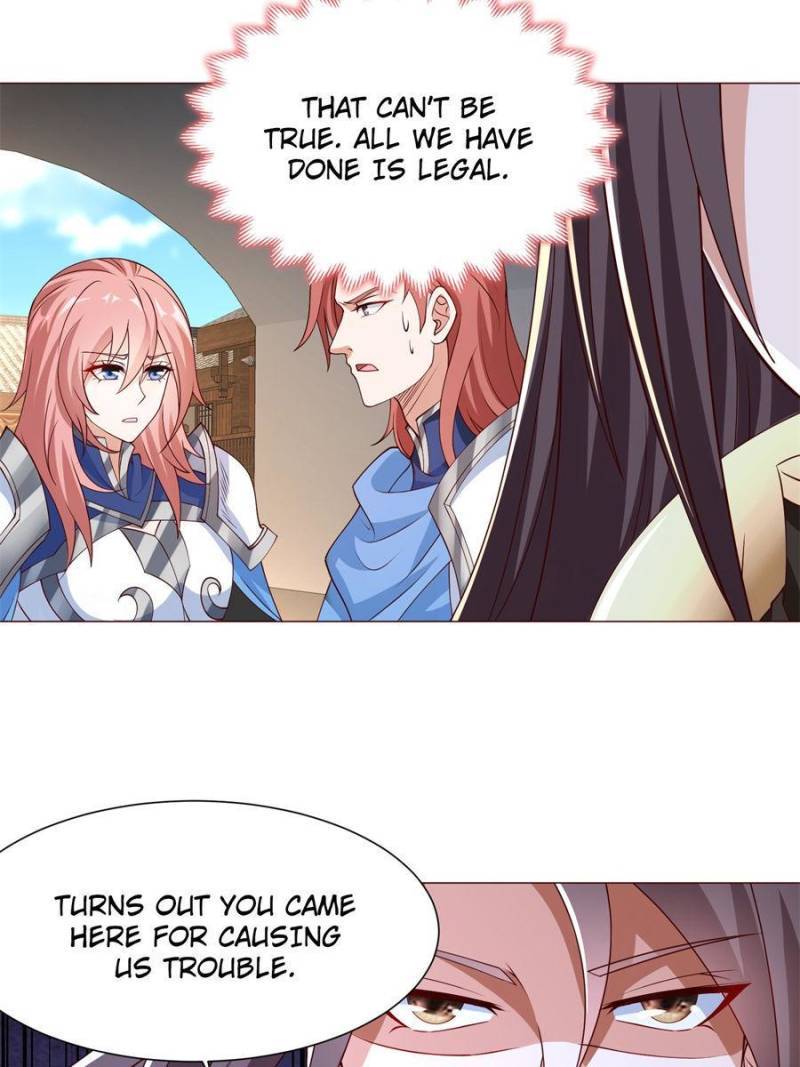 THAT CAN'T BE
TRUE. ALL WE HAVE
DONE IS LEGAL.
TURNS OUT YOU CAME
HERE FOR CAUSING
US TROUBLE.